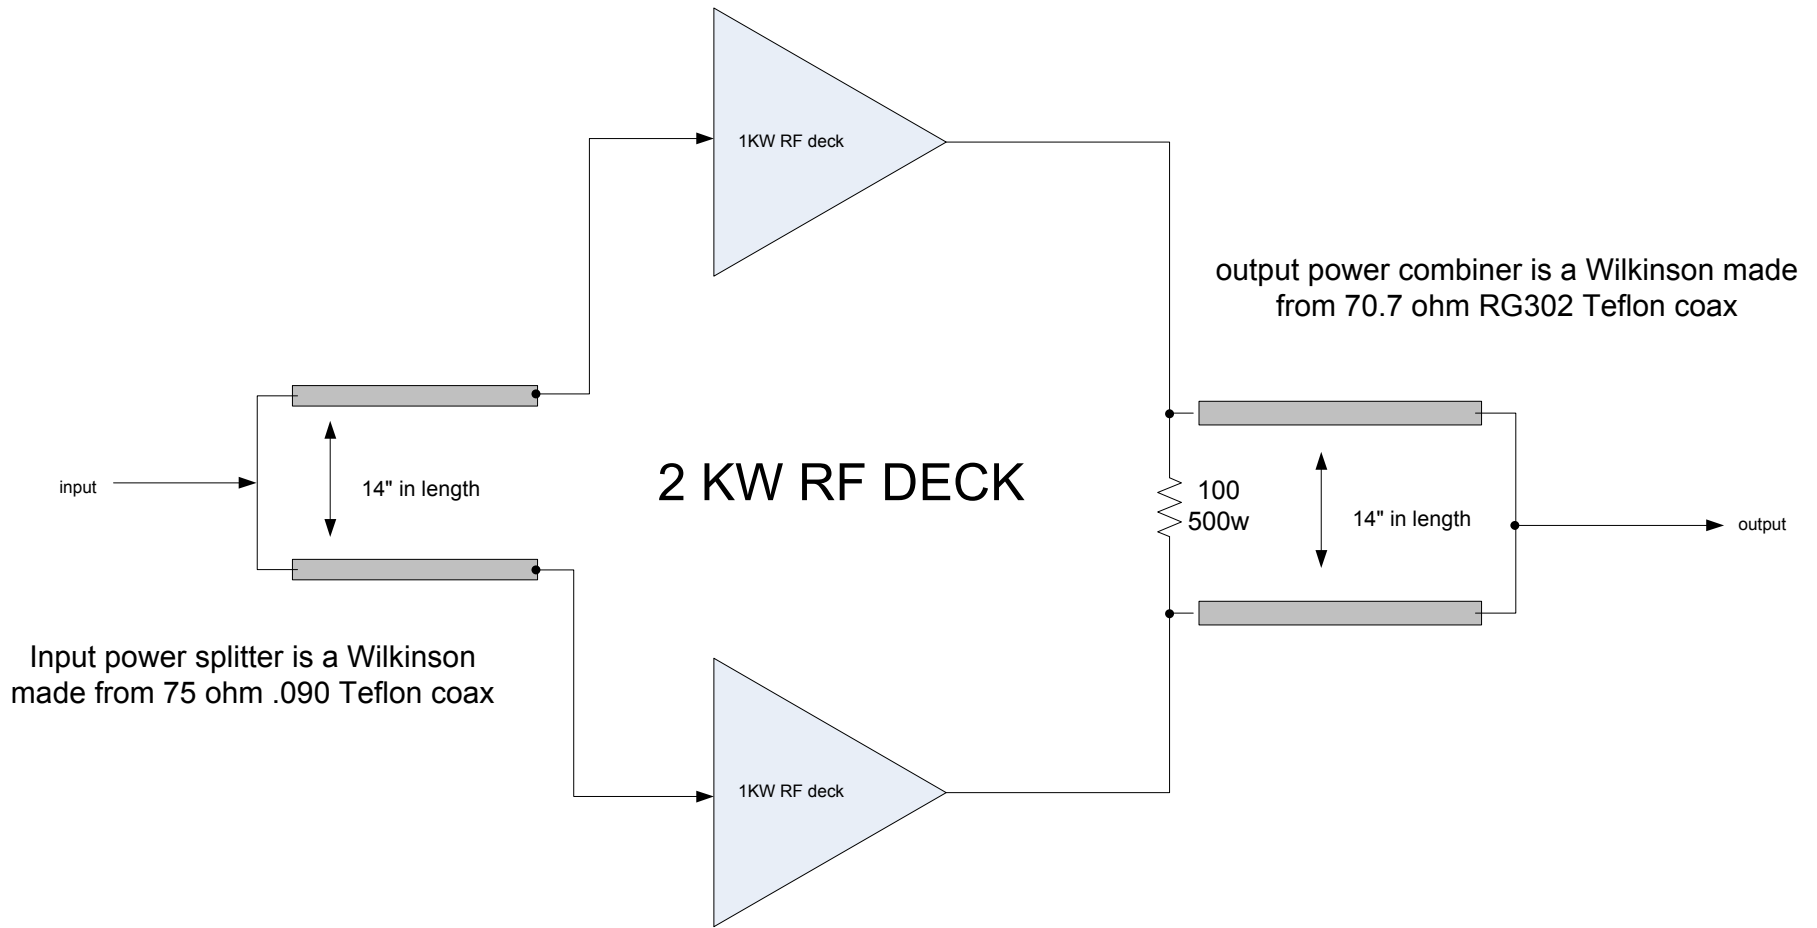 1KW RF deck
output power combiner is a Wilkinson made
from 70.7 ohm RG302 Teflon coax
input
14" in length
2 KW RF DECK
100
500w
14" in length
output
Input power splitter is a Wilkinson
made from 75 ohm .090 Teflon coax
1KW RF deck